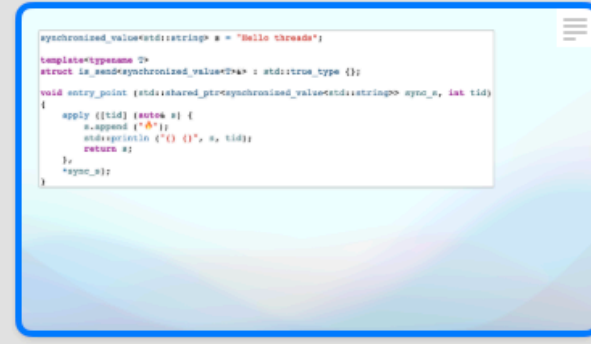 synchronized_value<std::string> s = "Hello threads";
template<typename T>
struct is_send<synchronized_value<T>&> : std::true_type {};
void entry_point (std::shared_ptr<synchronized_value<std::string>> sync_s, int tid)
{
apply ([tid] (auto& s) {
s.append ("🔥");
std::println ("{} {}", s, tid);
return s;
},
*sync_s);
}